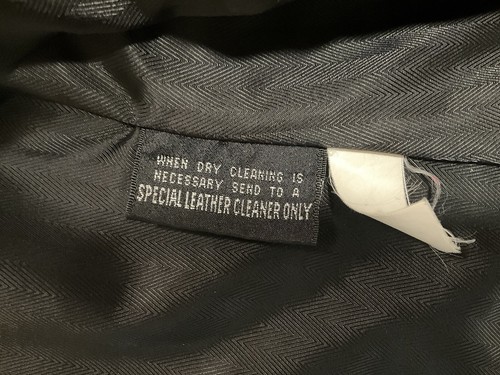 WHEN DRY CLEANING IS
NECESSARY SEND TO A
SPECIAL LEATHER CLEANER ONLY